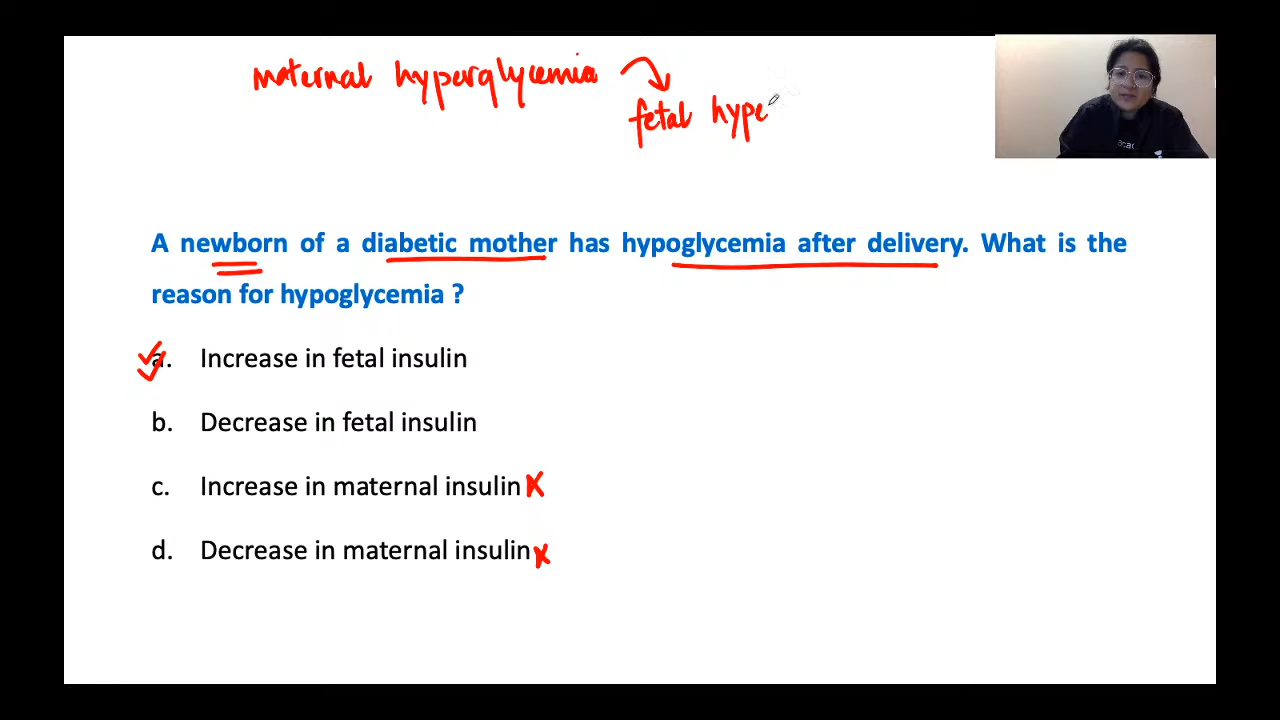 maternal hyperglycemia
fetal hype
A newborn of a diabetic mother has hypoglycemia after delivery. What is the
reason for hypoglycemia ?
a. Increase in fetal insulin
b. Decrease in fetal insulin
c. Increase in maternal insulin
d. Decrease in maternal insulin